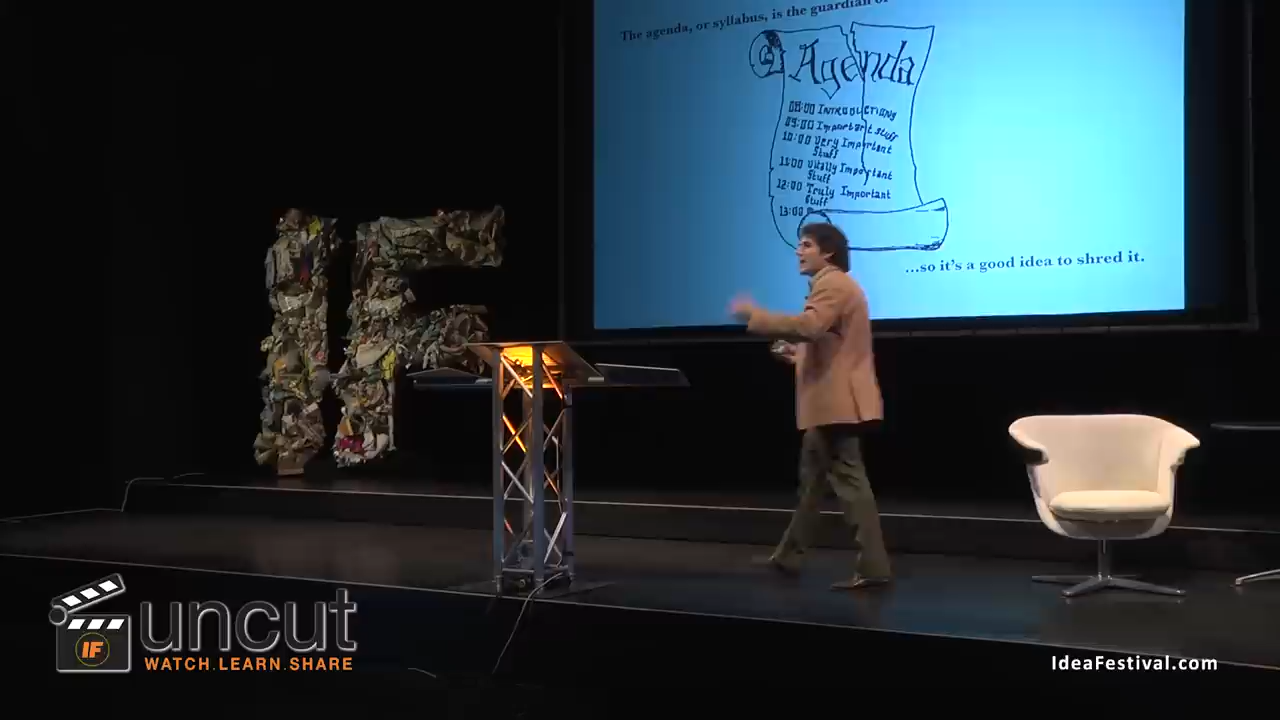 The agenda, or syllabus, is the guardian of
Agenda
08:00 INTRODUCTIONS
09:00 Important stuff
10:00 Very Important
Stuff
11:00 Vitally Important
Stuff
12:00 Truly Important
Stuff
13:00
...so it's a good idea to shred it.
IF
uncut
IF
WATCH.LEARN.SHARE
IdeaFestival.com